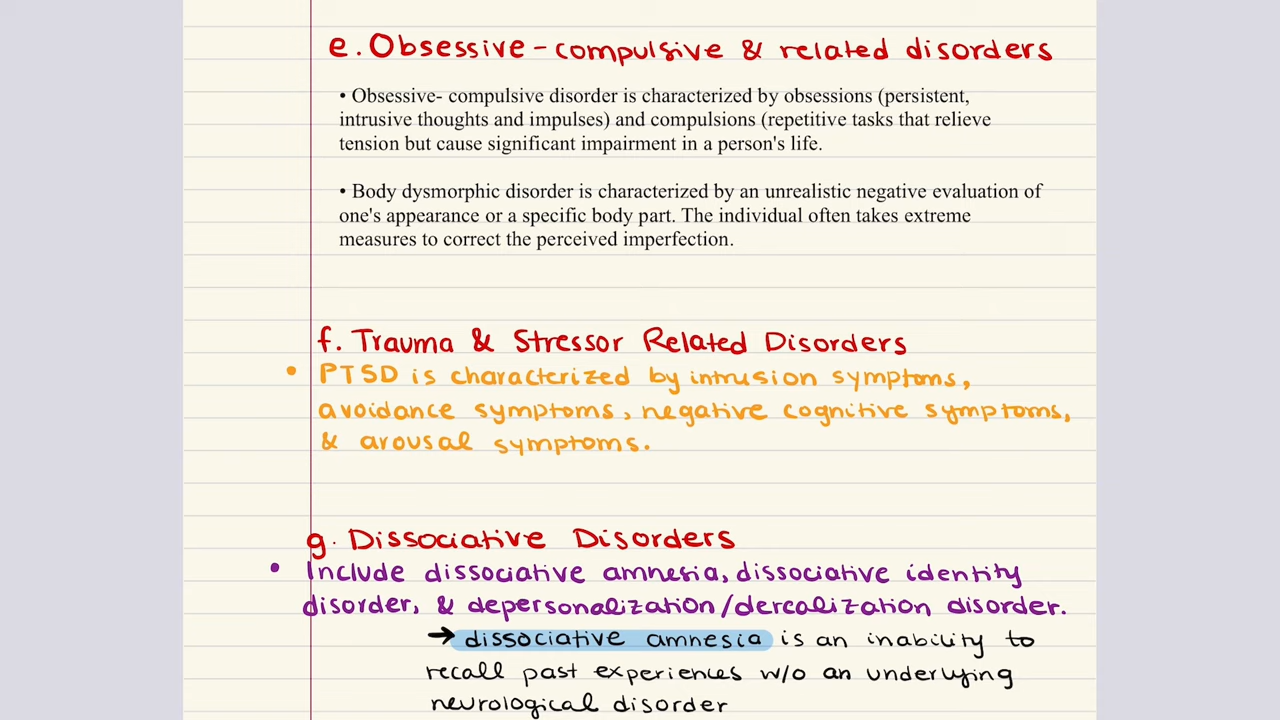 e. Obsessive-compulsive & related disorders
• Obsessive- compulsive disorder is characterized by obsessions (persistent,
intrusive thoughts and impulses) and compulsions (repetitive tasks that relieve
tension but cause significant impairment in a person's life.
• Body dysmorphic disorder is characterized by an unrealistic negative evaluation of
one's appearance or a specific body part. The individual often takes extreme
measures to correct the perceived imperfection.
f. Trauma & Stressor Related Disorders
• PTSD is characterized by intrusion symptoms,
avoidance symptoms, negative cognitive symptoms,
& arousal symptoms.
g. Dissociative Disorders
• Include dissociative amnesia, dissociative identity
disorder, & depersonalization/dercalization disorder.
→ dissociative amnesia is an inability to
recall past experiences w/o an underlying
neurological disorder